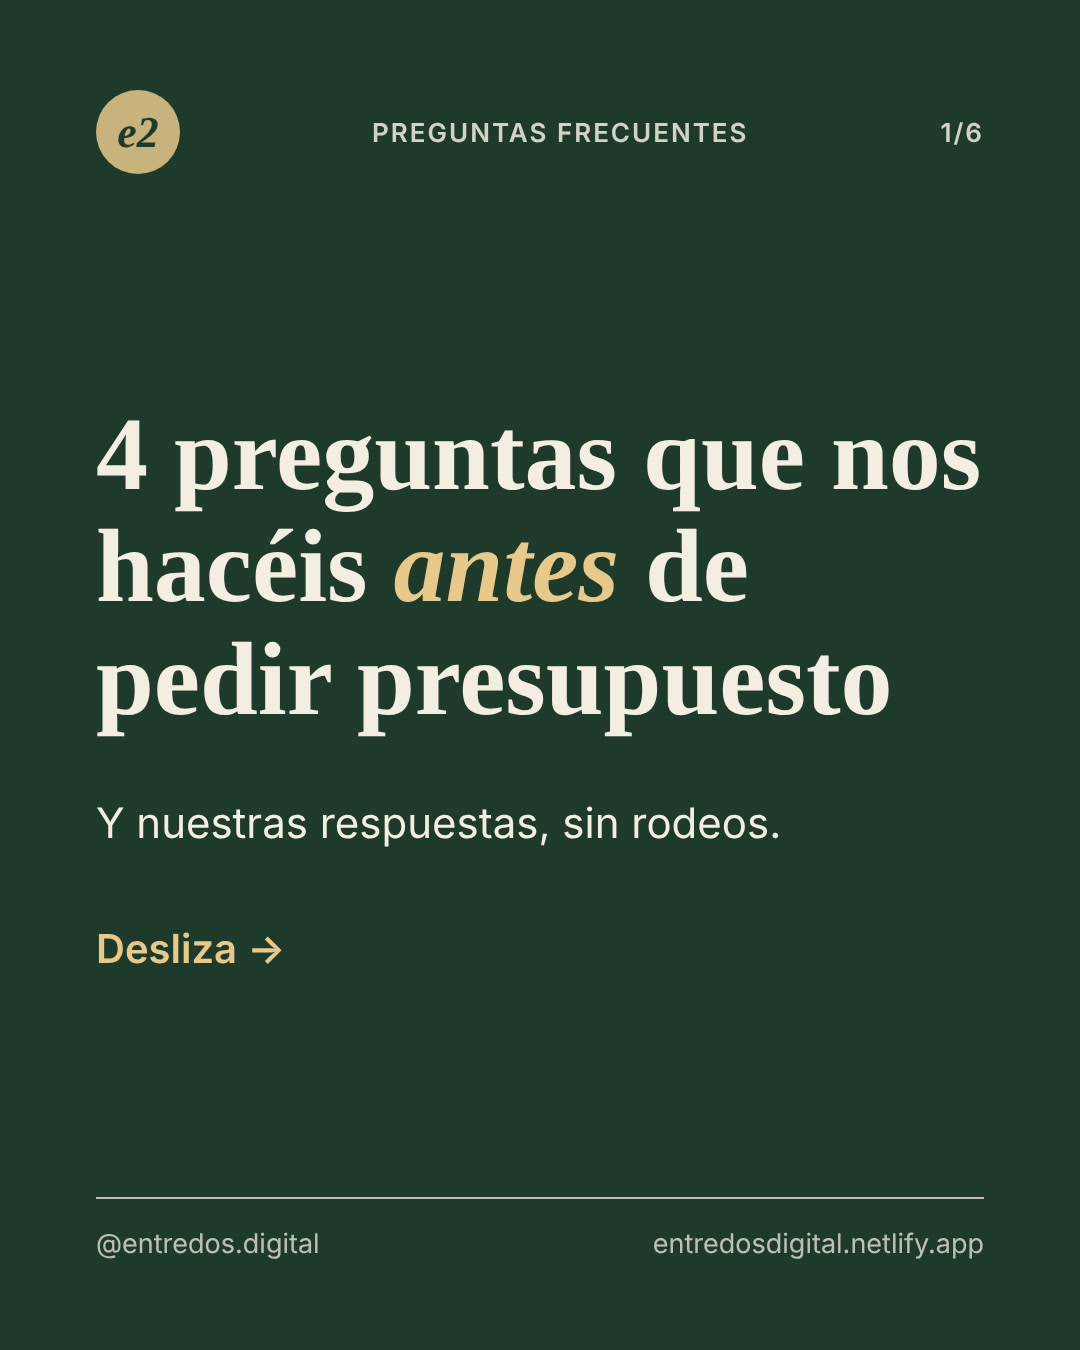 e2
PREGUNTAS FRECUENTES
1/6
4 preguntas que nos
hacéis antes de
pedir presupuesto
Y nuestras respuestas, sin rodeos.
Desliza →
@entredos.digital
entredosdigital.netlify.app